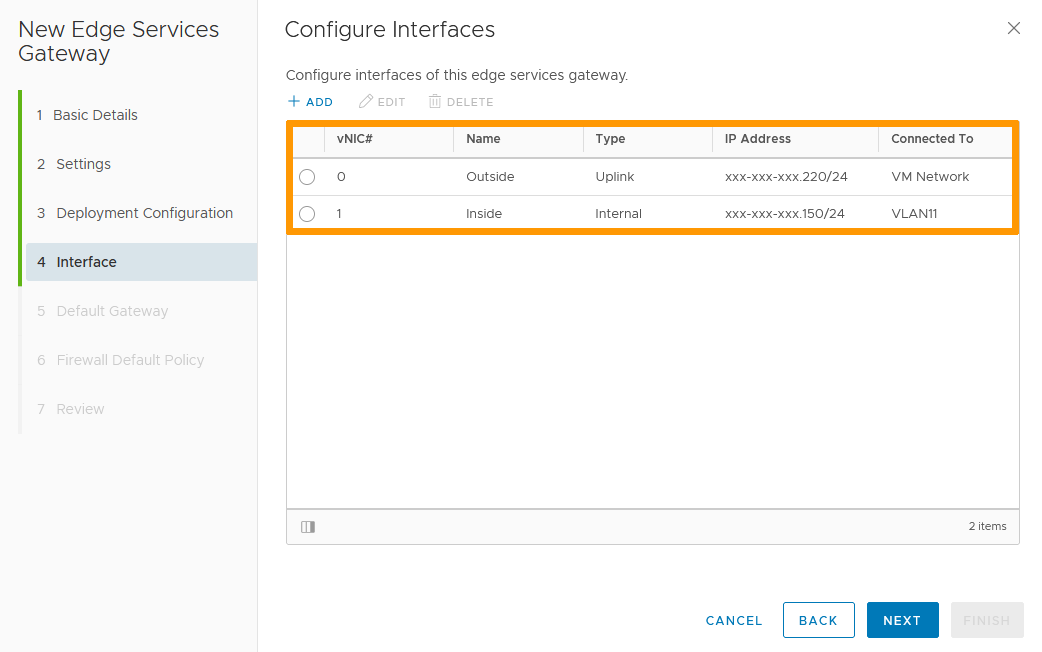 New Edge Services
Gateway
1 Basic Details
2 Settings
3 Deployment Configuration
4 Interface
5 Default Gateway
6 Firewall Default Policy
7 Review
Configure Interfaces
Configure interfaces of this edge services gateway.
ADD EDIT DELETE
vNIC# Name Type IP Address Connected To
0 Outside Uplink xxx-xxx-xxx.220/24 VM Network
1 Inside Internal xxx-xxx-xxx.150/24 VLAN11
2 items
CANCEL BACK NEXT FINISH